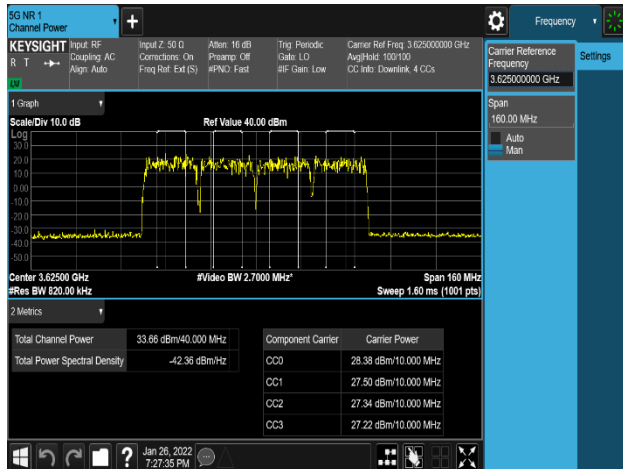 5G NR 1
Channel Power
Frequency
KEYSIGHT
R T
Input: RF
Coupling: AC
Align: Auto
Input Z: 50 Ω
Corrections: On
Freq Ref: Ext (S)
Atten: 16 dB
Preamp: Off
#PNO: Fast
Trig: Periodic
Gate: LO
#IF Gain: Low
Carrier Ref Freq: 3.625000000 GHz
Avg|Hold: 100/100
CC Info: Downlink, 4 CCs
Carrier Reference
Frequency
3.625000000 GHz
Settings
Span
160.00 MHz
Auto
Man
1 Graph
Scale/Div 10.0 dB
Ref Value 40.00 dBm
Log
30.0
20.0
10.0
0.00
-10.0
-20.0
-30.0
-40.0
-50.0
Center 3.62500 GHz
#Video BW 2.7000 MHz*
Span 160 MHz
#Res BW 820.00 kHz
Sweep 1.60 ms (1001 pts)
2 Metrics
Total Channel Power 33.66 dBm/40.000 MHz
Total Power Spectral Density -42.36 dBm/Hz
Component Carrier Carrier Power
CC0 28.38 dBm/10.000 MHz
CC1 27.50 dBm/10.000 MHz
CC2 27.34 dBm/10.000 MHz
CC3 27.22 dBm/10.000 MHz
?
Jan 26, 2022
7:27:35 PM